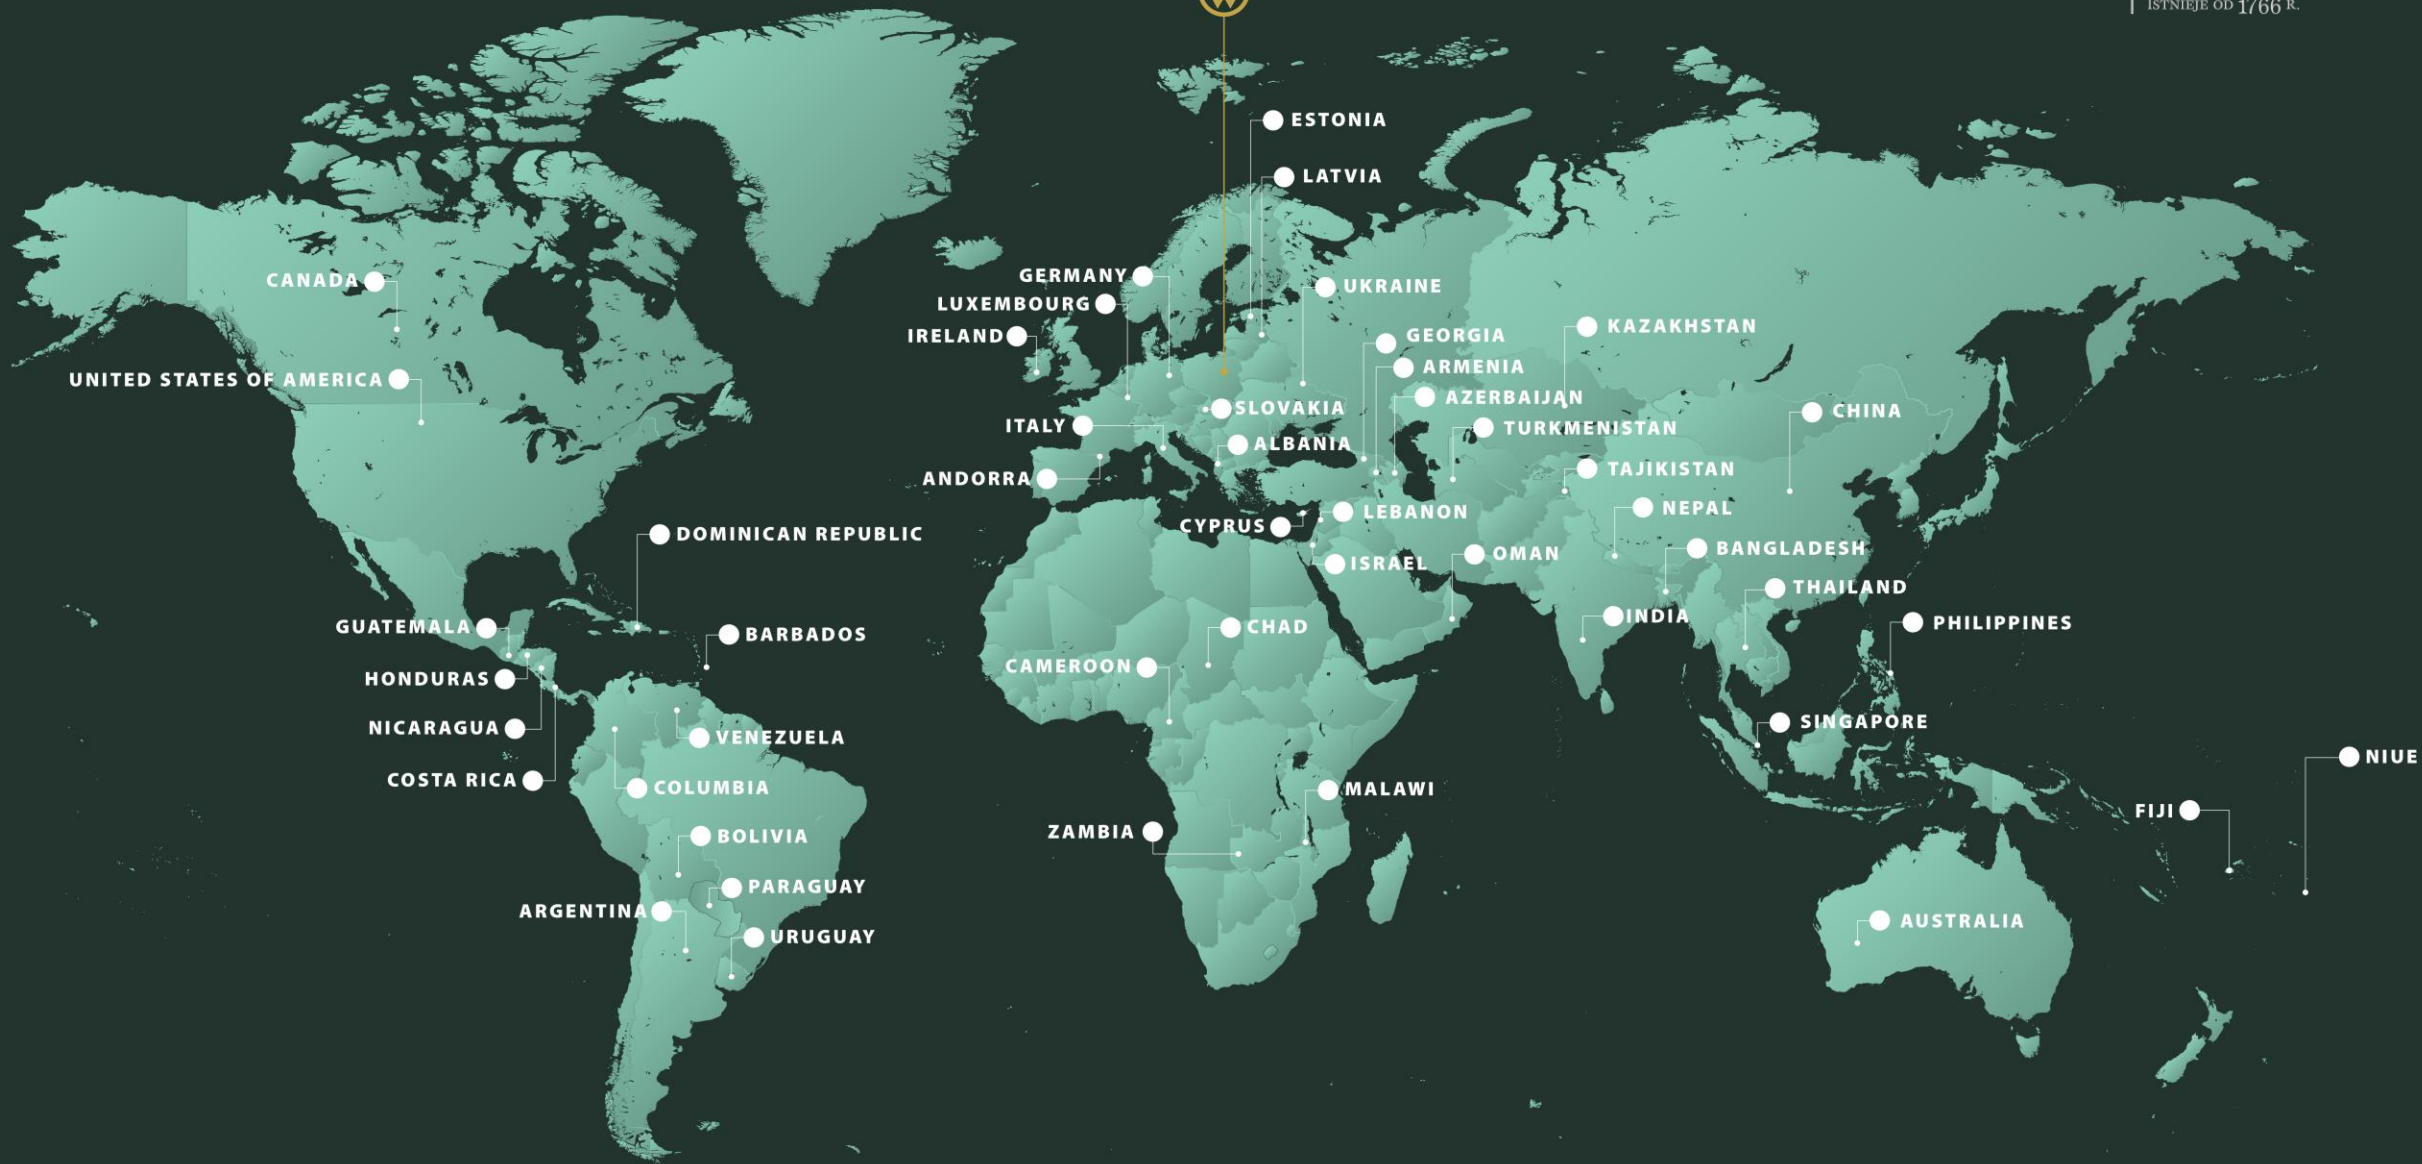 ISTNIEJE OD 1766 R.
ESTONIA
LATVIA
GERMANY
CANADA
UKRAINE
LUXEMBOURG
KAZAKHSTAN
IRELAND
GEORGIA
ARMENIA
UNITED STATES OF AMERICA
AZERBAIJAN
SLOVAKIA
CHINA
ITALY
TURKMENISTAN
ALBANIA
TAJIKISTAN
ANDORRA
NEPAL
LEBANON
CYPRUS
DOMINICAN REPUBLIC
BANGLADESH
OMAN
ISRAEL
THAILAND
INDIA
PHILIPPINES
GUATEMALA
CHAD
BARBADOS
CAMEROON
HONDURAS
SINGAPORE
NICARAGUA
VENEZUELA
NIUE
COSTA RICA
COLUMBIA
MALAWI
FIJI
ZAMBIA
BOLIVIA
PARAGUAY
ARGENTINA
AUSTRALIA
URUGUAY